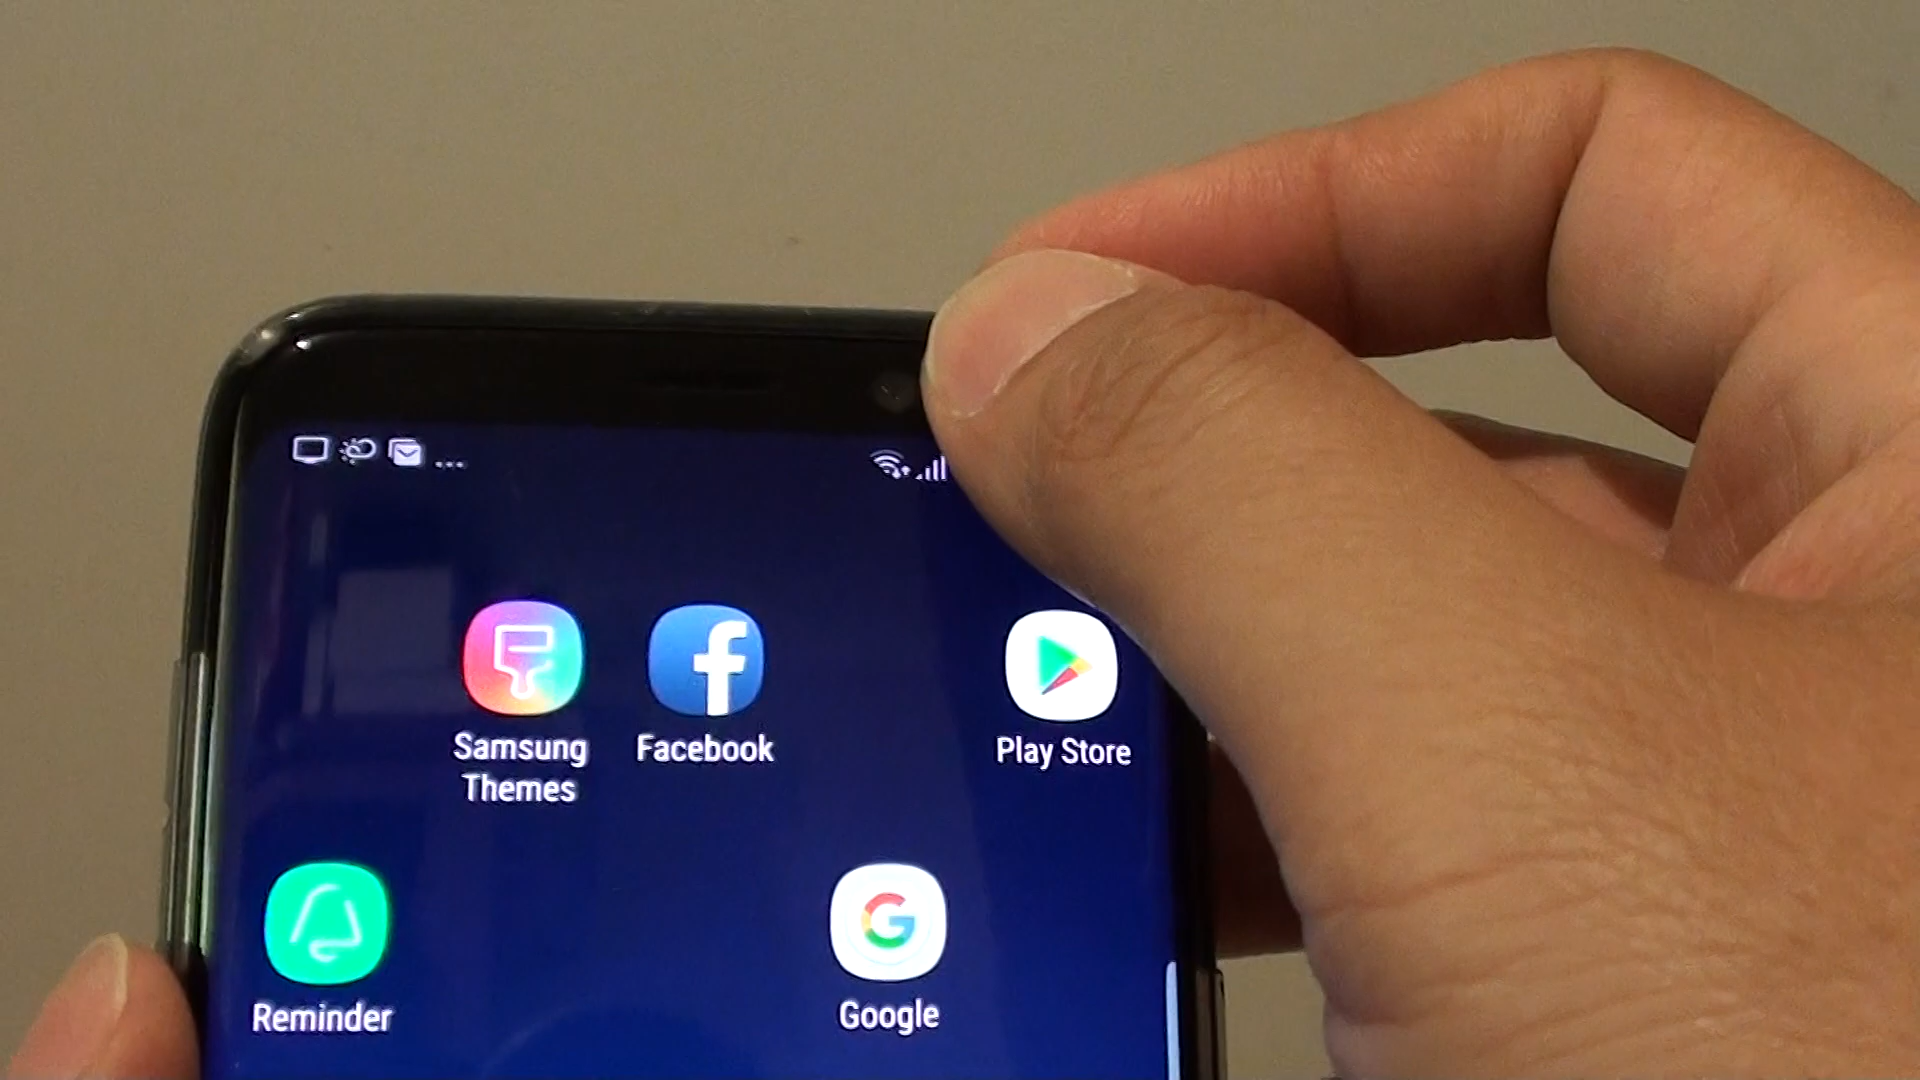 Samsung
Themes
Facebook
Play Store
Reminder
Google